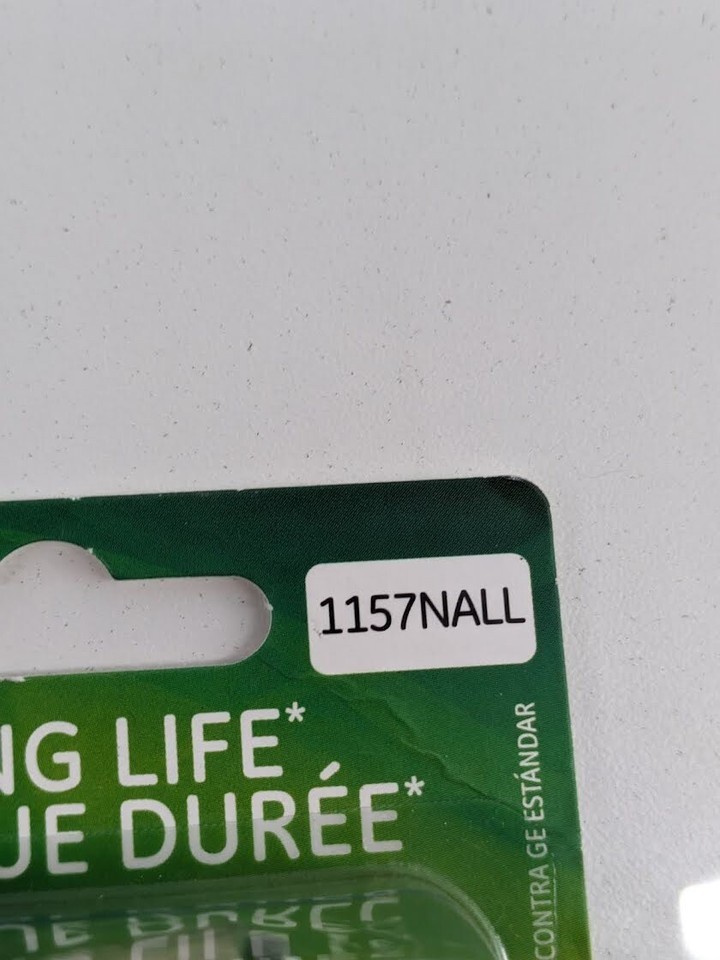 1157NALL
NG LIFE*
UE DURÉE*
CONTRA GE ESTÁNDAR